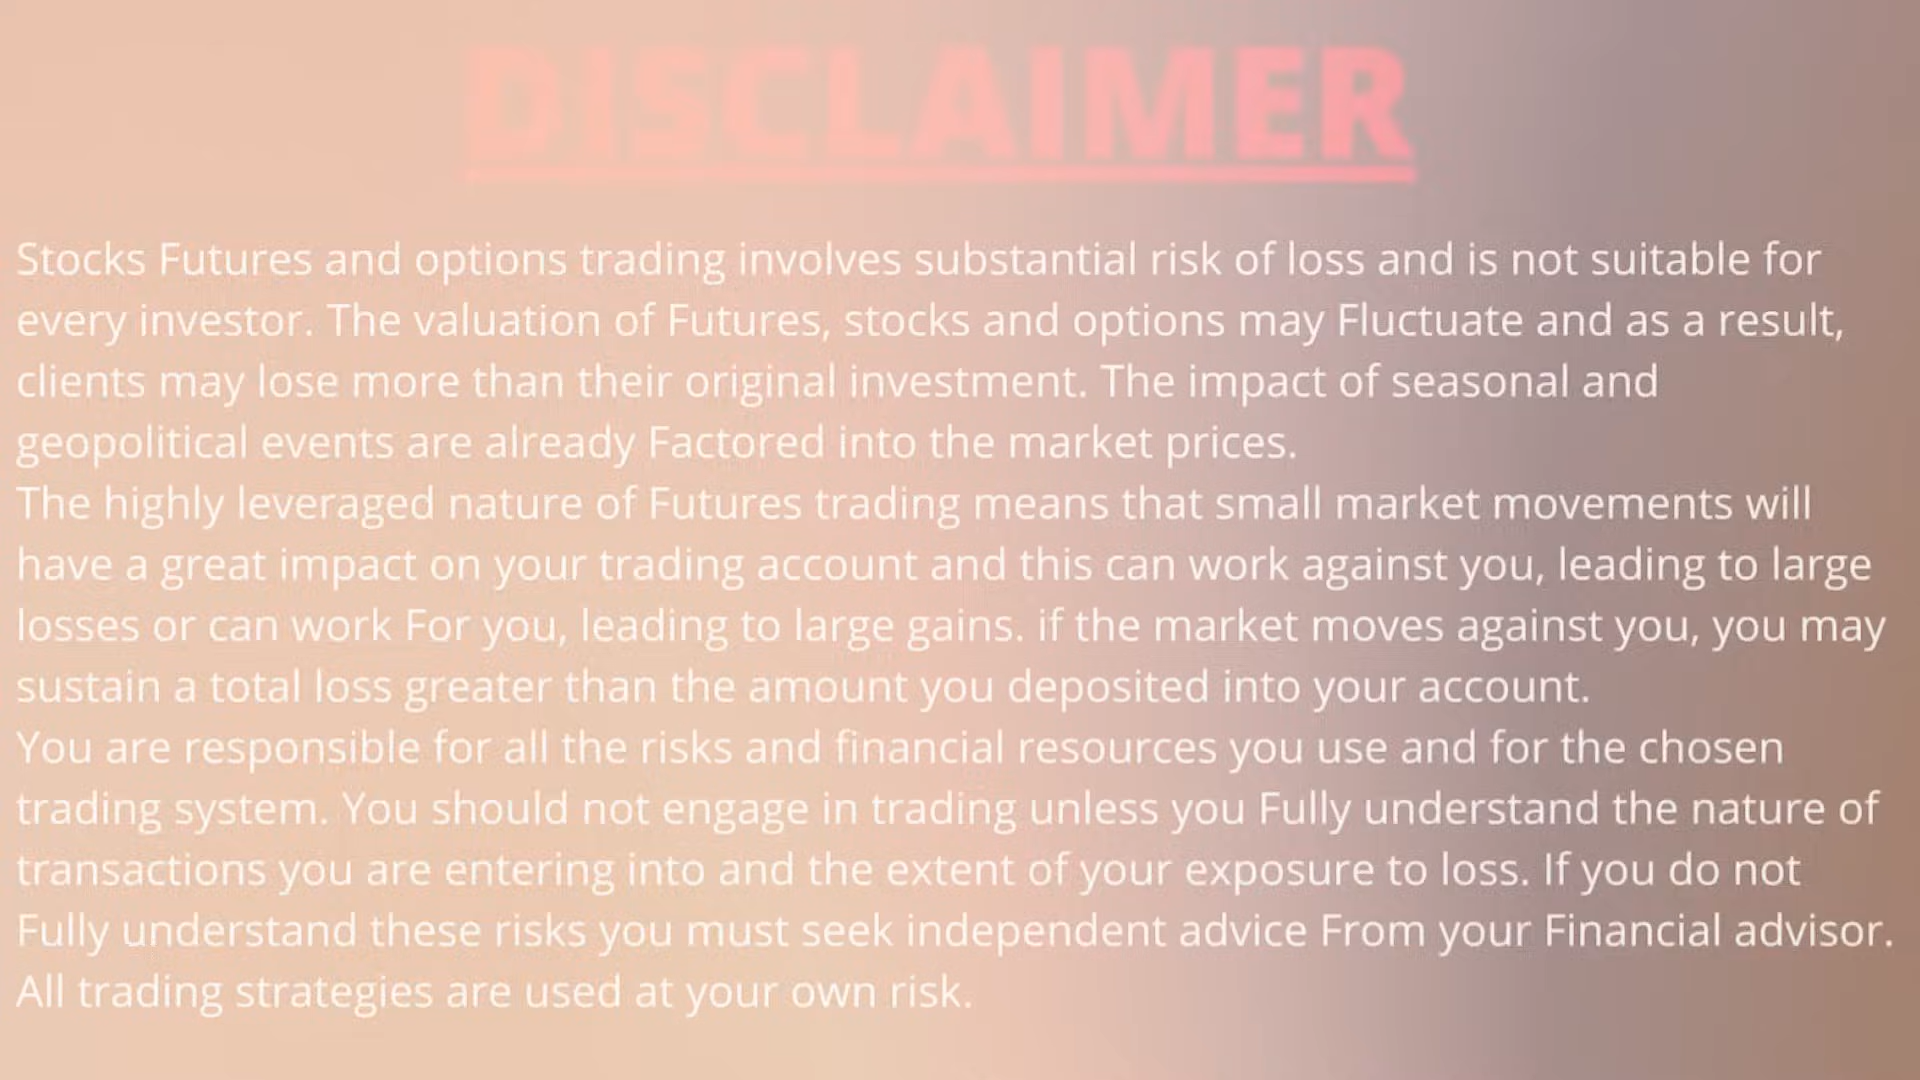 DISCLAIMER
Stocks Futures and options trading involves substantial risk of loss and is not suitable for
every investor. The valuation of Futures, stocks and options may Fluctuate and as a result,
clients may lose more than their original investment. The impact of seasonal and
geopolitical events are already Factored into the market prices.
The highly leveraged nature of Futures trading means that small market movements will
have a great impact on your trading account and this can work against you, leading to large
losses or can work For you, leading to large gains. if the market moves against you, you may
sustain a total loss greater than the amount you deposited into your account.
You are responsible for all the risks and financial resources you use and for the chosen
trading system. You should not engage in trading unless you Fully understand the nature of
transactions you are entering into and the extent of your exposure to loss. If you do not
Fully understand these risks you must seek independent advice From your Financial advisor.
All trading strategies are used at your own risk.